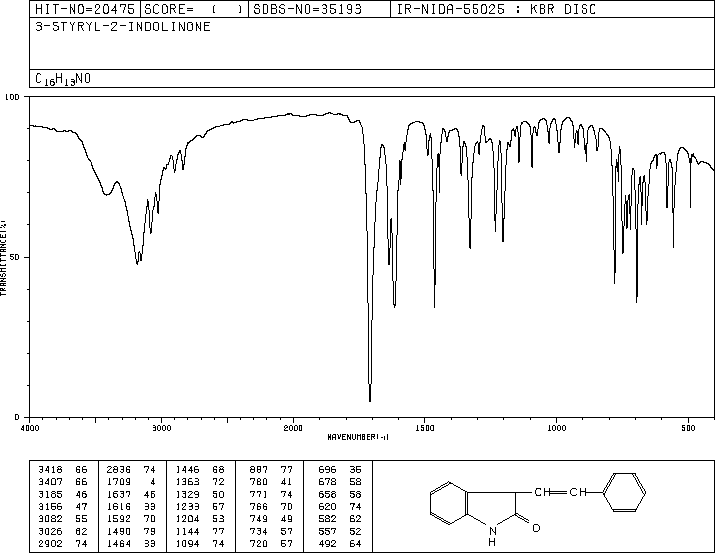 HIT-NO=20475 SCORE= ( ) SDBS-NO=35193 IR-NIDA-55025 : KBR DISC
3-STYRYL-2-INDOLINONE
C16H13NO
100
50
0
TRANSMITTANCE(%)
4000 3000 2000 1500 1000 500
WAVENUMBER(-1)
3418 66 2836 74 1446 68 887 77 696 35
3407 66 1709 4 1363 72 780 41 678 58
3185 46 1637 46 1329 50 771 74 658 58
3156 47 1616 33 1233 57 766 70 620 74
3082 55 1592 70 1204 53 749 49 582 62
3026 62 1490 79 1144 77 734 57 557 52
2902 74 1464 33 1094 74 720 57 492 64
CH CH
N
H
O